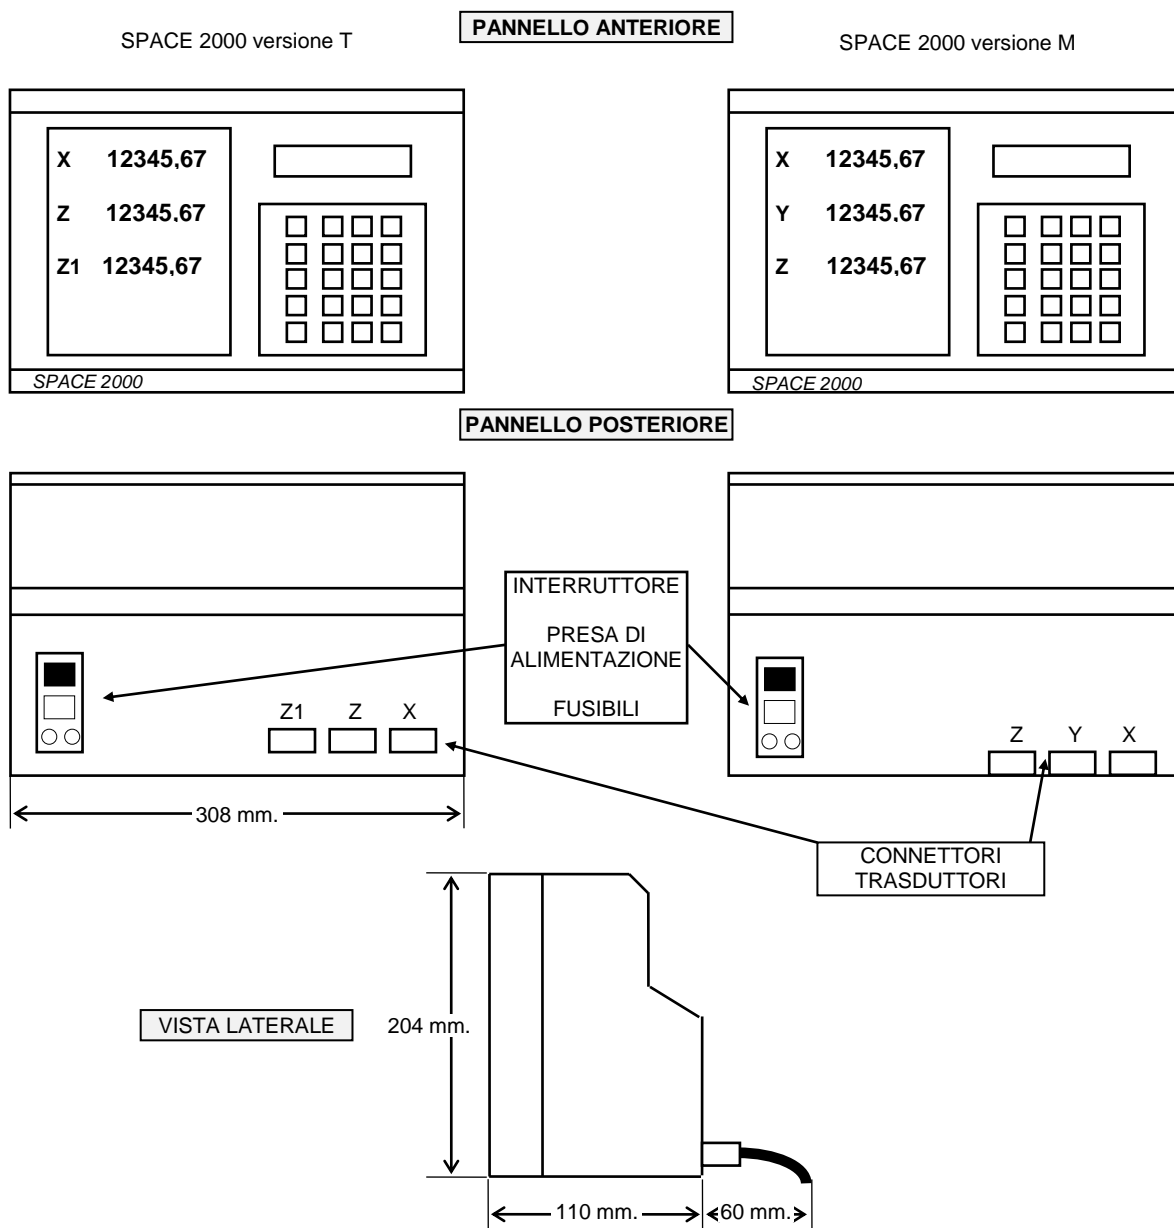 PANNELLO ANTERIORE
SPACE 2000 versione T
SPACE 2000 versione M
X 12345,67
Z 12345,67
Z1 12345,67
SPACE 2000
X 12345,67
Y 12345,67
Z 12345,67
SPACE 2000
PANNELLO POSTERIORE
INTERRUTTORE
PRESA DI
ALIMENTAZIONE
FUSIBILI
Z1 Z X
Z Y X
308 mm.
CONNETTORI
TRASDUTTORI
VISTA LATERALE
204 mm.
110 mm.
60 mm.